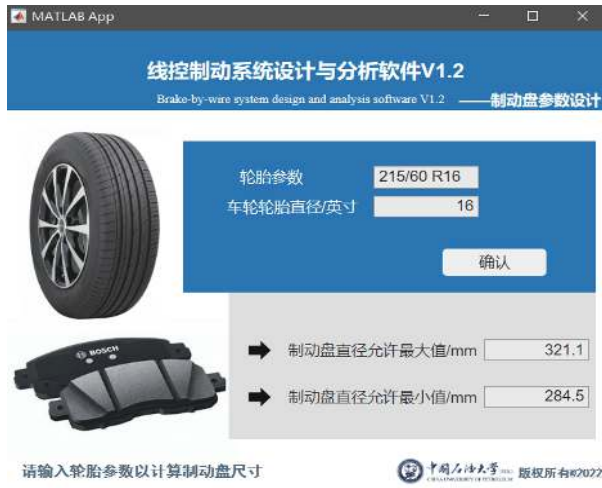 MATLAB App
线控制动系统设计与分析软件V1.2
Brake-by-wire system design and analysis software V1.2 ——制动盘参数设计
轮胎参数 215/60 R16
车轮轮胎直径/英寸 16
确认
BOSCH
制动盘直径允许最大值/mm 321.1
制动盘直径允许最小值/mm 284.5
请输入轮胎参数以计算制动盘尺寸
中国石油大学 版权所有©2022